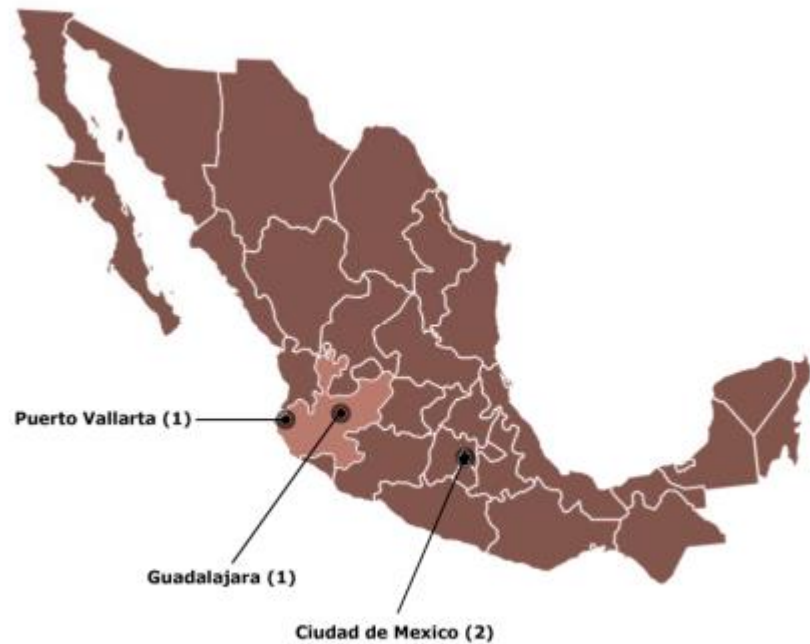 Puerto Vallarta (1)
Guadalajara (1)
Ciudad de Mexico (2)